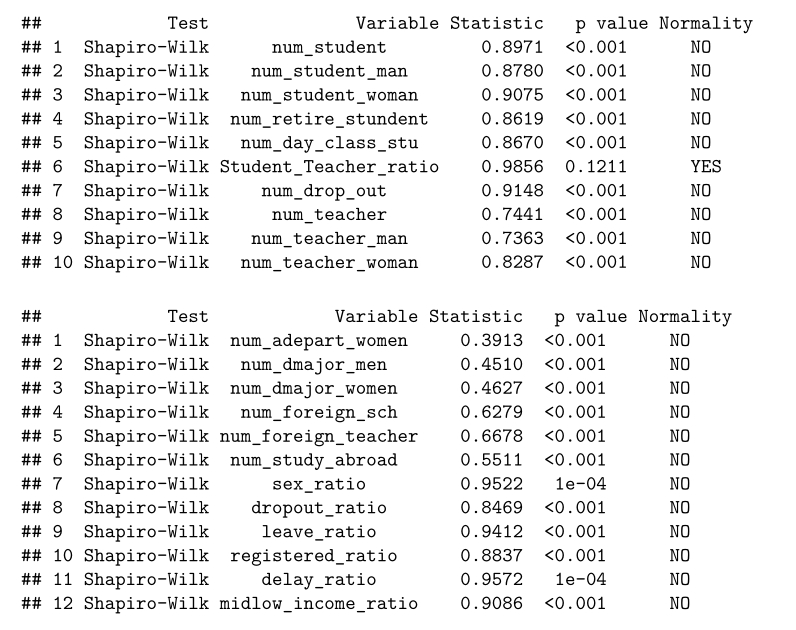 ##            Test              Variable Statistic   p value Normality
## 1  Shapiro-Wilk      num_student         0.8971  <0.001      NO
## 2  Shapiro-Wilk    num_student_man       0.8780  <0.001      NO
## 3  Shapiro-Wilk   num_student_woman      0.9075  <0.001      NO
## 4  Shapiro-Wilk  num_retire_stundent     0.8619  <0.001      NO
## 5  Shapiro-Wilk   num_day_class_stu      0.8670  <0.001      NO
## 6  Shapiro-Wilk Student_Teacher_ratio    0.9856  0.1211      YES
## 7  Shapiro-Wilk     num_drop_out         0.9148  <0.001      NO
## 8  Shapiro-Wilk      num_teacher         0.7441  <0.001      NO
## 9  Shapiro-Wilk    num_teacher_man       0.7363  <0.001      NO
## 10 Shapiro-Wilk   num_teacher_woman      0.8287  <0.001      NO
##            Test            Variable Statistic   p value Normality
## 1  Shapiro-Wilk  num_adepart_women     0.3913  <0.001      NO
## 2  Shapiro-Wilk   num_dmajor_men       0.4510  <0.001      NO
## 3  Shapiro-Wilk  num_dmajor_women      0.4627  <0.001      NO
## 4  Shapiro-Wilk   num_foreign_sch      0.6279  <0.001      NO
## 5  Shapiro-Wilk num_foreign_teacher    0.6678  <0.001      NO
## 6  Shapiro-Wilk  num_study_abroad      0.5511  <0.001      NO
## 7  Shapiro-Wilk      sex_ratio         0.9522   1e-04      NO
## 8  Shapiro-Wilk    dropout_ratio       0.8469  <0.001      NO
## 9  Shapiro-Wilk     leave_ratio        0.9412  <0.001      NO
## 10 Shapiro-Wilk  registered_ratio      0.8837  <0.001      NO
## 11 Shapiro-Wilk     delay_ratio        0.9572   1e-04      NO
## 12 Shapiro-Wilk midlow_income_ratio    0.9086  <0.001      NO